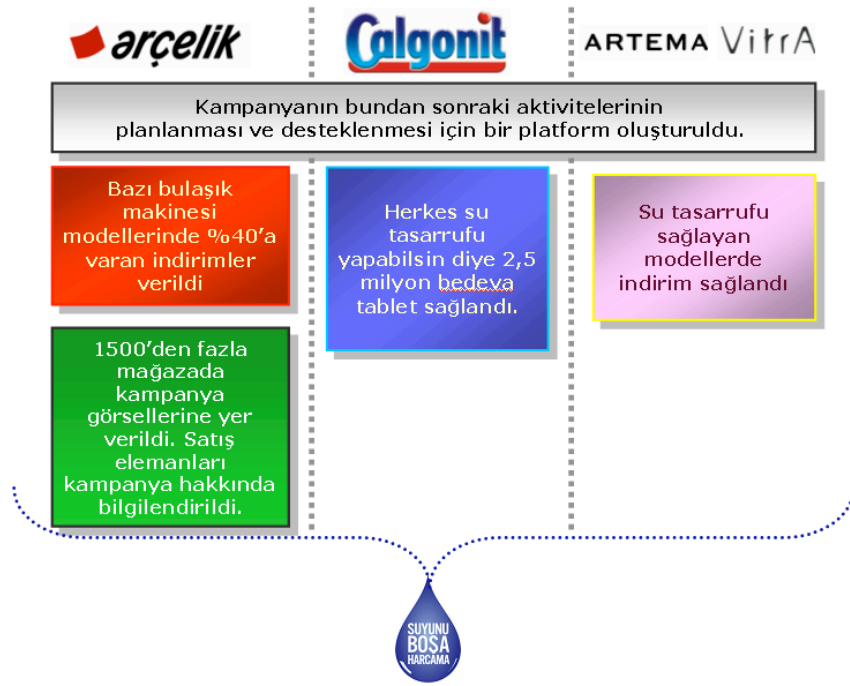 arçelik
Calgonit
ARTEMA VitrA
Kampanyanın bundan sonraki aktivitelerinin
planlanması ve desteklenmesi için bir platform oluşturuldu.
Bazı bulaşık
makinesi
modellerinde %40’a
varan indirimler
verildi
1500’den fazla
mağazada
kampanya
görsellerine yer
verildi. Satış
elemanları
kampanya hakkında
bilgilendirildi.
Herkes su
tasarrufu
yapabilsin diye 2,5
milyon bedeva
tablet sağlandı.
Su tasarrufu
sağlayan
modellerde
indirim sağlandı
SUYUNU
BOŞA
HARCAMA